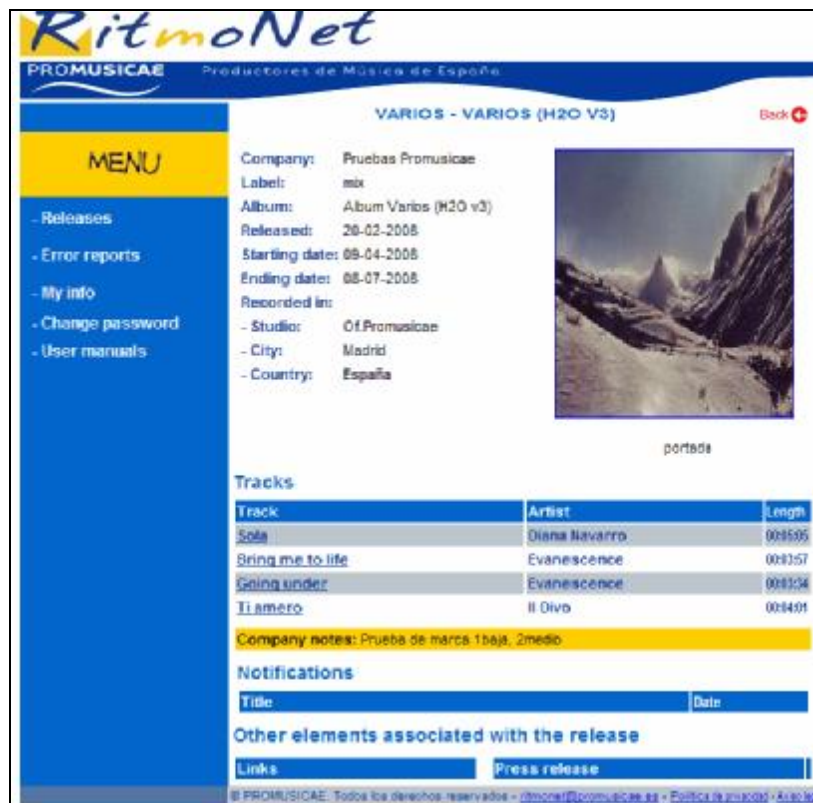 RitmoNet
PROMUSICAE Productores de Música de España
VARIOS - VARIOS (H2O V3) Back
MENU
- Releases
- Error reports
- My info
- Change password
- User manuals
Company: Pruebas Promusicae
Label: mix
Album: Album Varios (H2O v3)
Released: 20-02-2008
Starting date: 09-04-2008
Ending date: 08-07-2008
Recorded in:
- Studio: Of.Promusicae
- City: Madrid
- Country: España
portada
Tracks
Track Artist Length
Sola Diana Navarro 00:05:05
Bring me to life Evanescence 00:03:57
Going under Evanescence 00:03:34
Ti amero Il Divo 00:04:01
Company notes: Prueba de marca 1baja, 2medio
Notifications
Title Date
Other elements associated with the release
Links Press release
© PROMUSICAE. Todos los derechos reservados - ritmonet@promusicae.es - Política de privacidad -